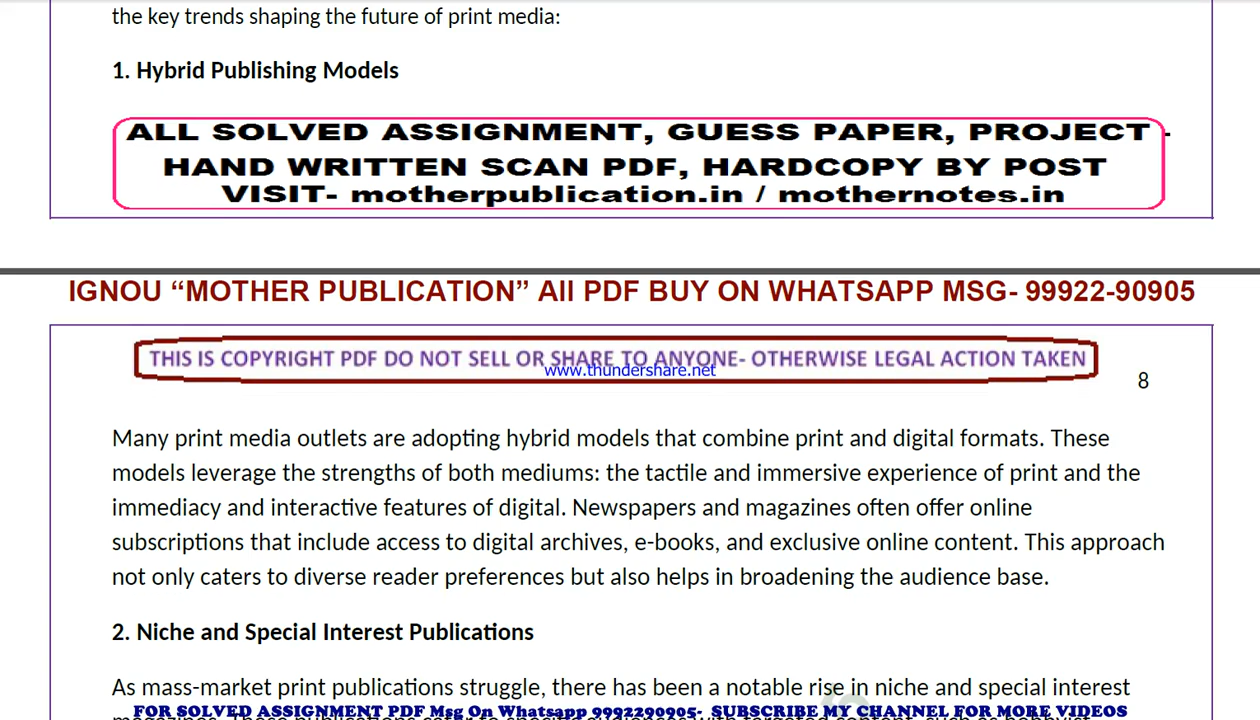 the key trends shaping the future of print media:
1. Hybrid Publishing Models
ALL SOLVED ASSIGNMENT, GUESS PAPER, PROJECT -
HAND WRITTEN SCAN PDF, HARDCOPY BY POST
VISIT- motherpublication.in / mothernotes.in
IGNOU “MOTHER PUBLICATION” All PDF BUY ON WHATSAPP MSG- 99922-90905
THIS IS COPYRIGHT PDF DO NOT SELL OR SHARE TO ANYONE- OTHERWISE LEGAL ACTION TAKEN
www.thundershare.net
8
Many print media outlets are adopting hybrid models that combine print and digital formats. These
models leverage the strengths of both mediums: the tactile and immersive experience of print and the
immediacy and interactive features of digital. Newspapers and magazines often offer online
subscriptions that include access to digital archives, e-books, and exclusive online content. This approach
not only caters to diverse reader preferences but also helps in broadening the audience base.
2. Niche and Special Interest Publications
As mass-market print publications struggle, there has been a notable rise in niche and special interest
FOR SOLVED ASSIGNMENT PDF Msg On Whatsapp 9992290905- SUBSCRIBE MY CHANNEL FOR MORE VIDEOS